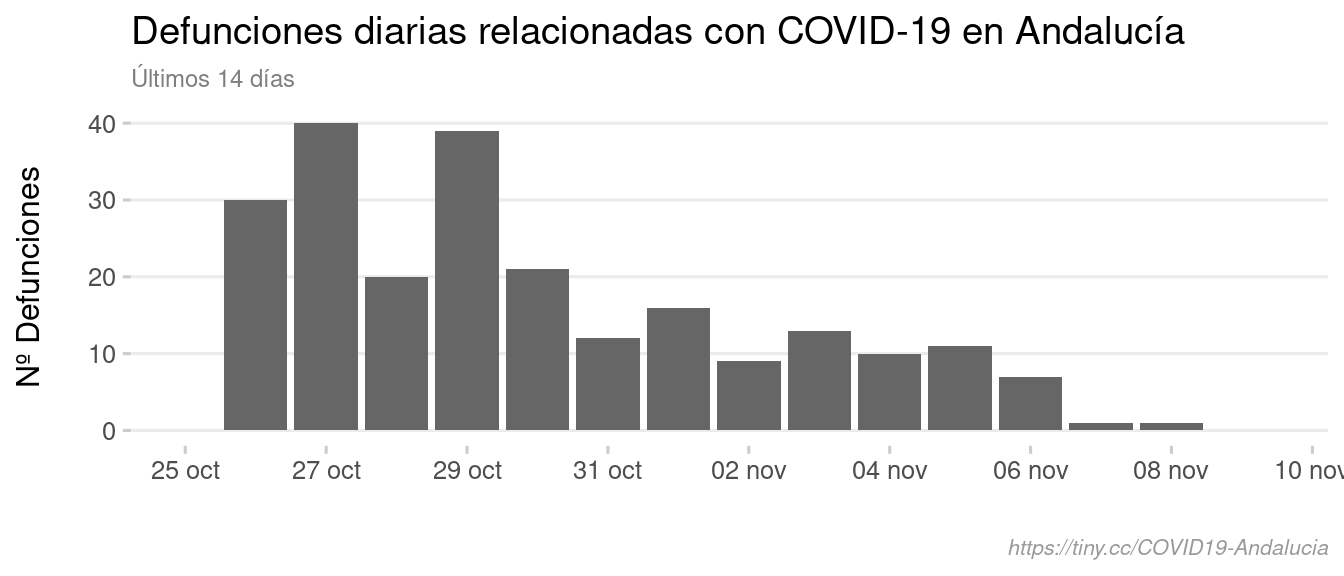 Defunciones diarias relacionadas con COVID-19 en Andalucía
Últimos 14 días
Nº Defunciones
40
30
20
10
0
25 oct 27 oct 29 oct 31 oct 02 nov 04 nov 06 nov 08 nov 10 nov
https://tiny.cc/COVID19-Andalucia